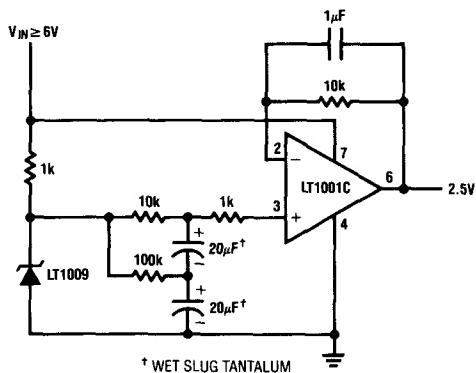 1μF
V_IN ≥ 6V
10k
1k
2
−
7
LT1001C
6
2.5V
10k
1k
3
+
4
+
20μF†
−
100k
LT1009
+
20μF†
−
† WET SLUG TANTALUM